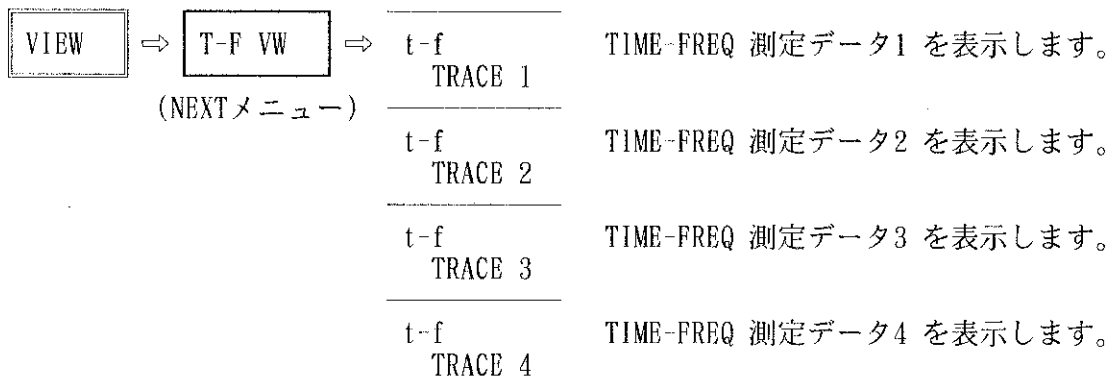 VIEW ⇨ T-F VW ⇨ t-f TIME-FREQ 測定データ1 を表示します。
TRACE 1
(NEXTメニュー)
t-f TIME-FREQ 測定データ2 を表示します。
TRACE 2
t-f TIME-FREQ 測定データ3 を表示します。
TRACE 3
t-f TIME-FREQ 測定データ4 を表示します。
TRACE 4